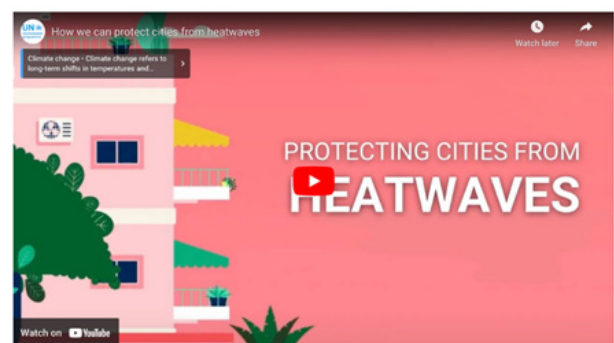 UN
How we can protect cities from heatwaves
Watch later
Share
Climate change • Climate change refers to
long-term shifts in temperatures and...
PROTECTING CITIES FROM
HEATWAVES
Watch on YouTube